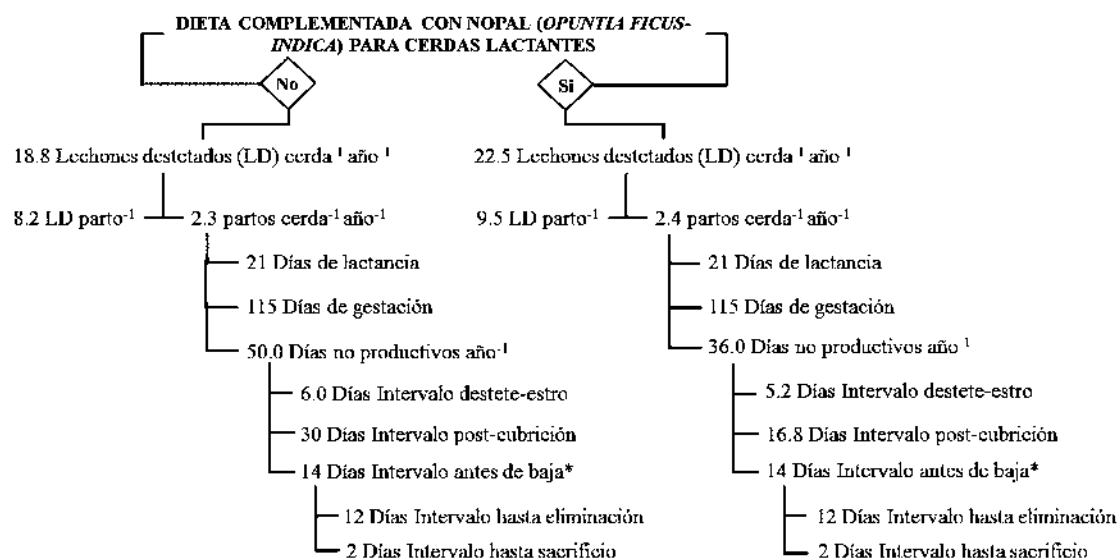 DIETA COMPLEMENTADA CON NOPAL (OPUNTIA FICUS-
INDICA) PARA CERDAS LACTANTES
No
18.8 Lechones destetados (LD) cerda⁻¹ año⁻¹
8.2 LD parto⁻¹
2.3 partos cerda⁻¹ año⁻¹
21 Días de lactancia
115 Días de gestación
50.0 Días no productivos año⁻¹
6.0 Días Intervalo destete-estro
30 Días Intervalo post-cubrición
14 Días Intervalo antes de baja*
12 Días Intervalo hasta eliminación
2 Días Intervalo hasta sacrificio
Si
22.5 Lechones destetados (LD) cerda⁻¹ año⁻¹
9.5 LD parto⁻¹
2.4 partos cerda⁻¹ año⁻¹
21 Días de lactancia
115 Días de gestación
36.0 Días no productivos año⁻¹
5.2 Días Intervalo destete-estro
16.8 Días Intervalo post-cubrición
14 Días Intervalo antes de baja*
12 Días Intervalo hasta eliminación
2 Días Intervalo hasta sacrificio